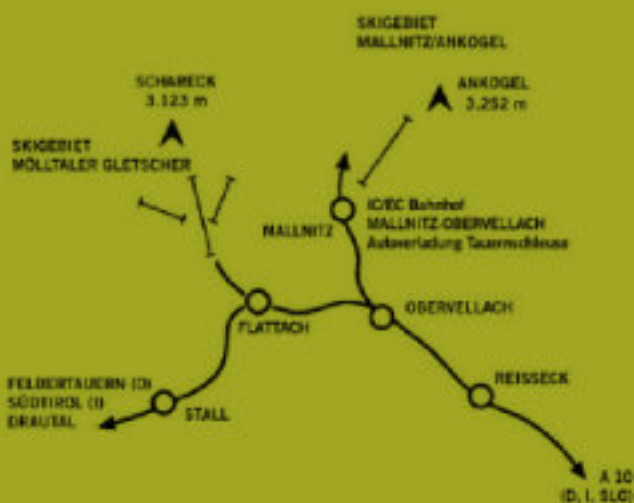 SKIGEBIET
MALLNITZ/ANKOGEL
SCHARECK
3.123 m
ANKOGEL
3.252 m
SKIGEBIET
MÖLLTALER GLETSCHER
IC/EC Bahnhof
MALLNITZ-OBERVELLACH
Autoverladung Tauernschleuse
MALLNITZ
OBERVELLACH
FLATTACH
REISSECK
FELBERTAUERN (D)
SÜDTIROL (I)
DRAUTAL
STALL
A 10
(D, I, SLO)